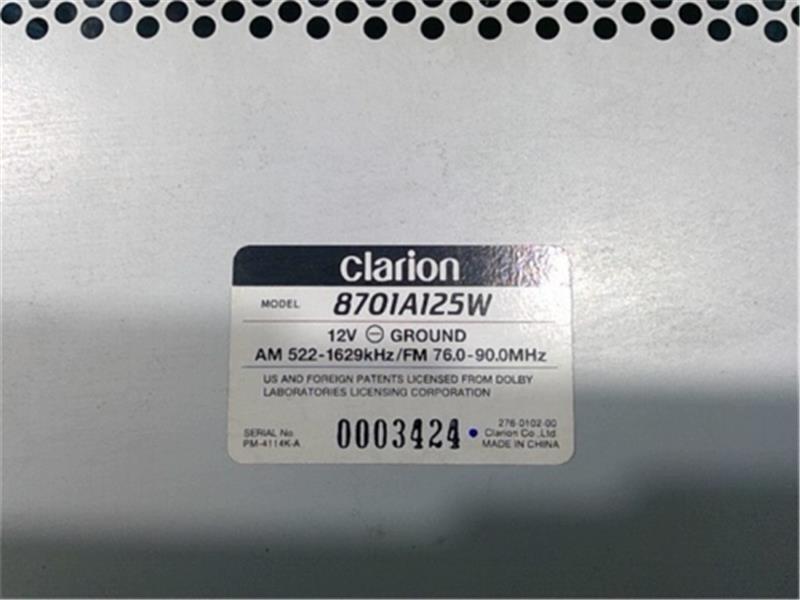 clarion
MODEL 8701A125W
12V ⊖ GROUND
AM 522-1629kHz/FM 76.0-90.0MHz
US AND FOREIGN PATENTS LICENSED FROM DOLBY
LABORATORIES LICENSING CORPORATION
SERIAL No. 0003424
PM-4114K-A
276-0102-00
Clarion Co.,Ltd.
MADE IN CHINA